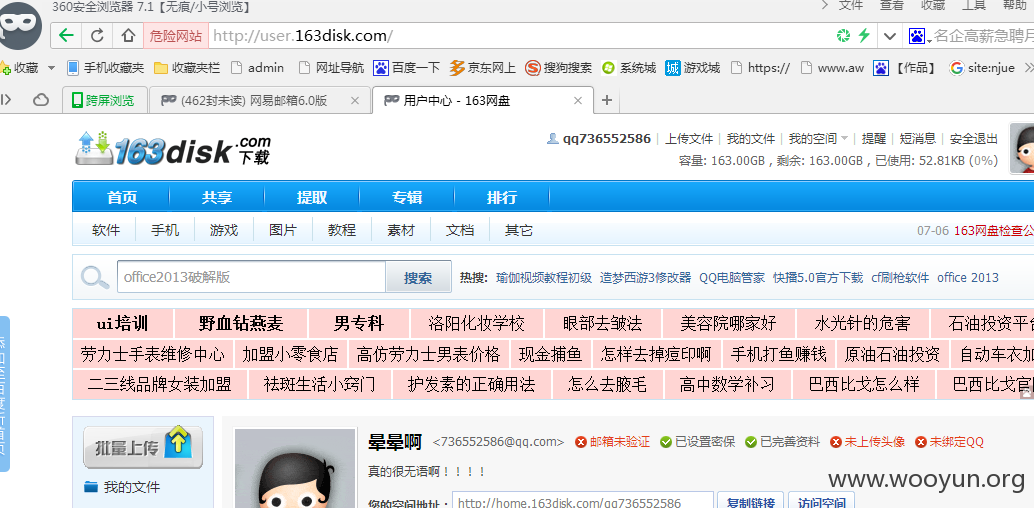 360安全浏览器 7.1【无痕/小号浏览】 文件 查看 收藏 工具 帮助
危险网站 http://user.163disk.com/ 名企高薪急聘
收藏 手机收藏夹 收藏夹栏 admin 网址导航 百度一下 京东网上 搜狗搜索 系统城 游戏城 https:// www.aw 【作品】 site:njue
跨屏浏览 (462封未读) 网易邮箱6.0版 用户中心 - 163网盘
163disk.com 下载
qq736552586 | 上传文件 | 我的文件 | 我的空间 | 提醒 | 短消息 | 安全退出
容量: 163.00GB , 剩余: 163.00GB , 已使用: 52.81KB (0%)
首页 共享 提取 专辑 排行
软件 手机 游戏 图片 教程 素材 文档 其它 07-06 163网盘检查公
office2013破解版 搜索 热搜: 瑜伽视频教程初级 造梦西游3修改器 QQ电脑管家 快播5.0官方下载 cf刷枪软件 office 2013
ui培训 野血钻燕麦 男专科 洛阳化妆学校 眼部去皱法 美容院哪家好 水光针的危害 石油投资平台
劳力士手表维修中心 加盟小零食店 高仿劳力士男表价格 现金捕鱼 怎样去掉痘印啊 手机打鱼赚钱 原油石油投资 自动车衣加
二三线品牌女装加盟 祛斑生活小窍门 护发素的正确用法 怎么去腋毛 高中数学补习 巴西比戈怎么样 巴西比戈官
添加至百度新首页
批量上传
我的文件
晕晕啊 <736552586@qq.com> 邮箱未验证 已设置密保 已完善资料 未上传头像 未绑定QQ
真的很无语啊！！！！
您的空间地址： http://home.163disk.com/qq736552586 复制链接 访问空间
www.wooyun.org